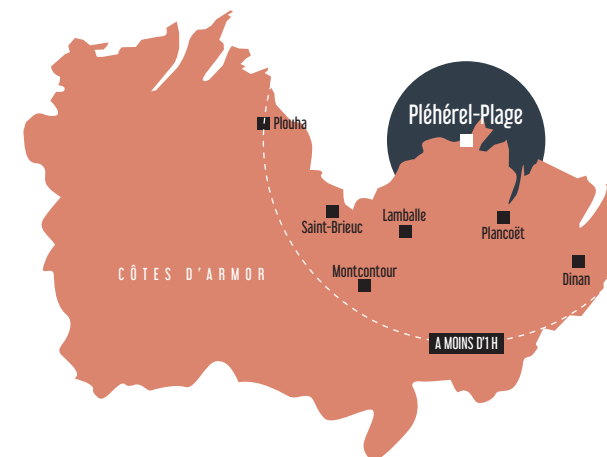 Pléhérel-Plage
Plouha
Saint-Brieuc
Lamballe
Plancoët
Montcontour
Dinan
CÔTES D'ARMOR
A MOINS D'1 H